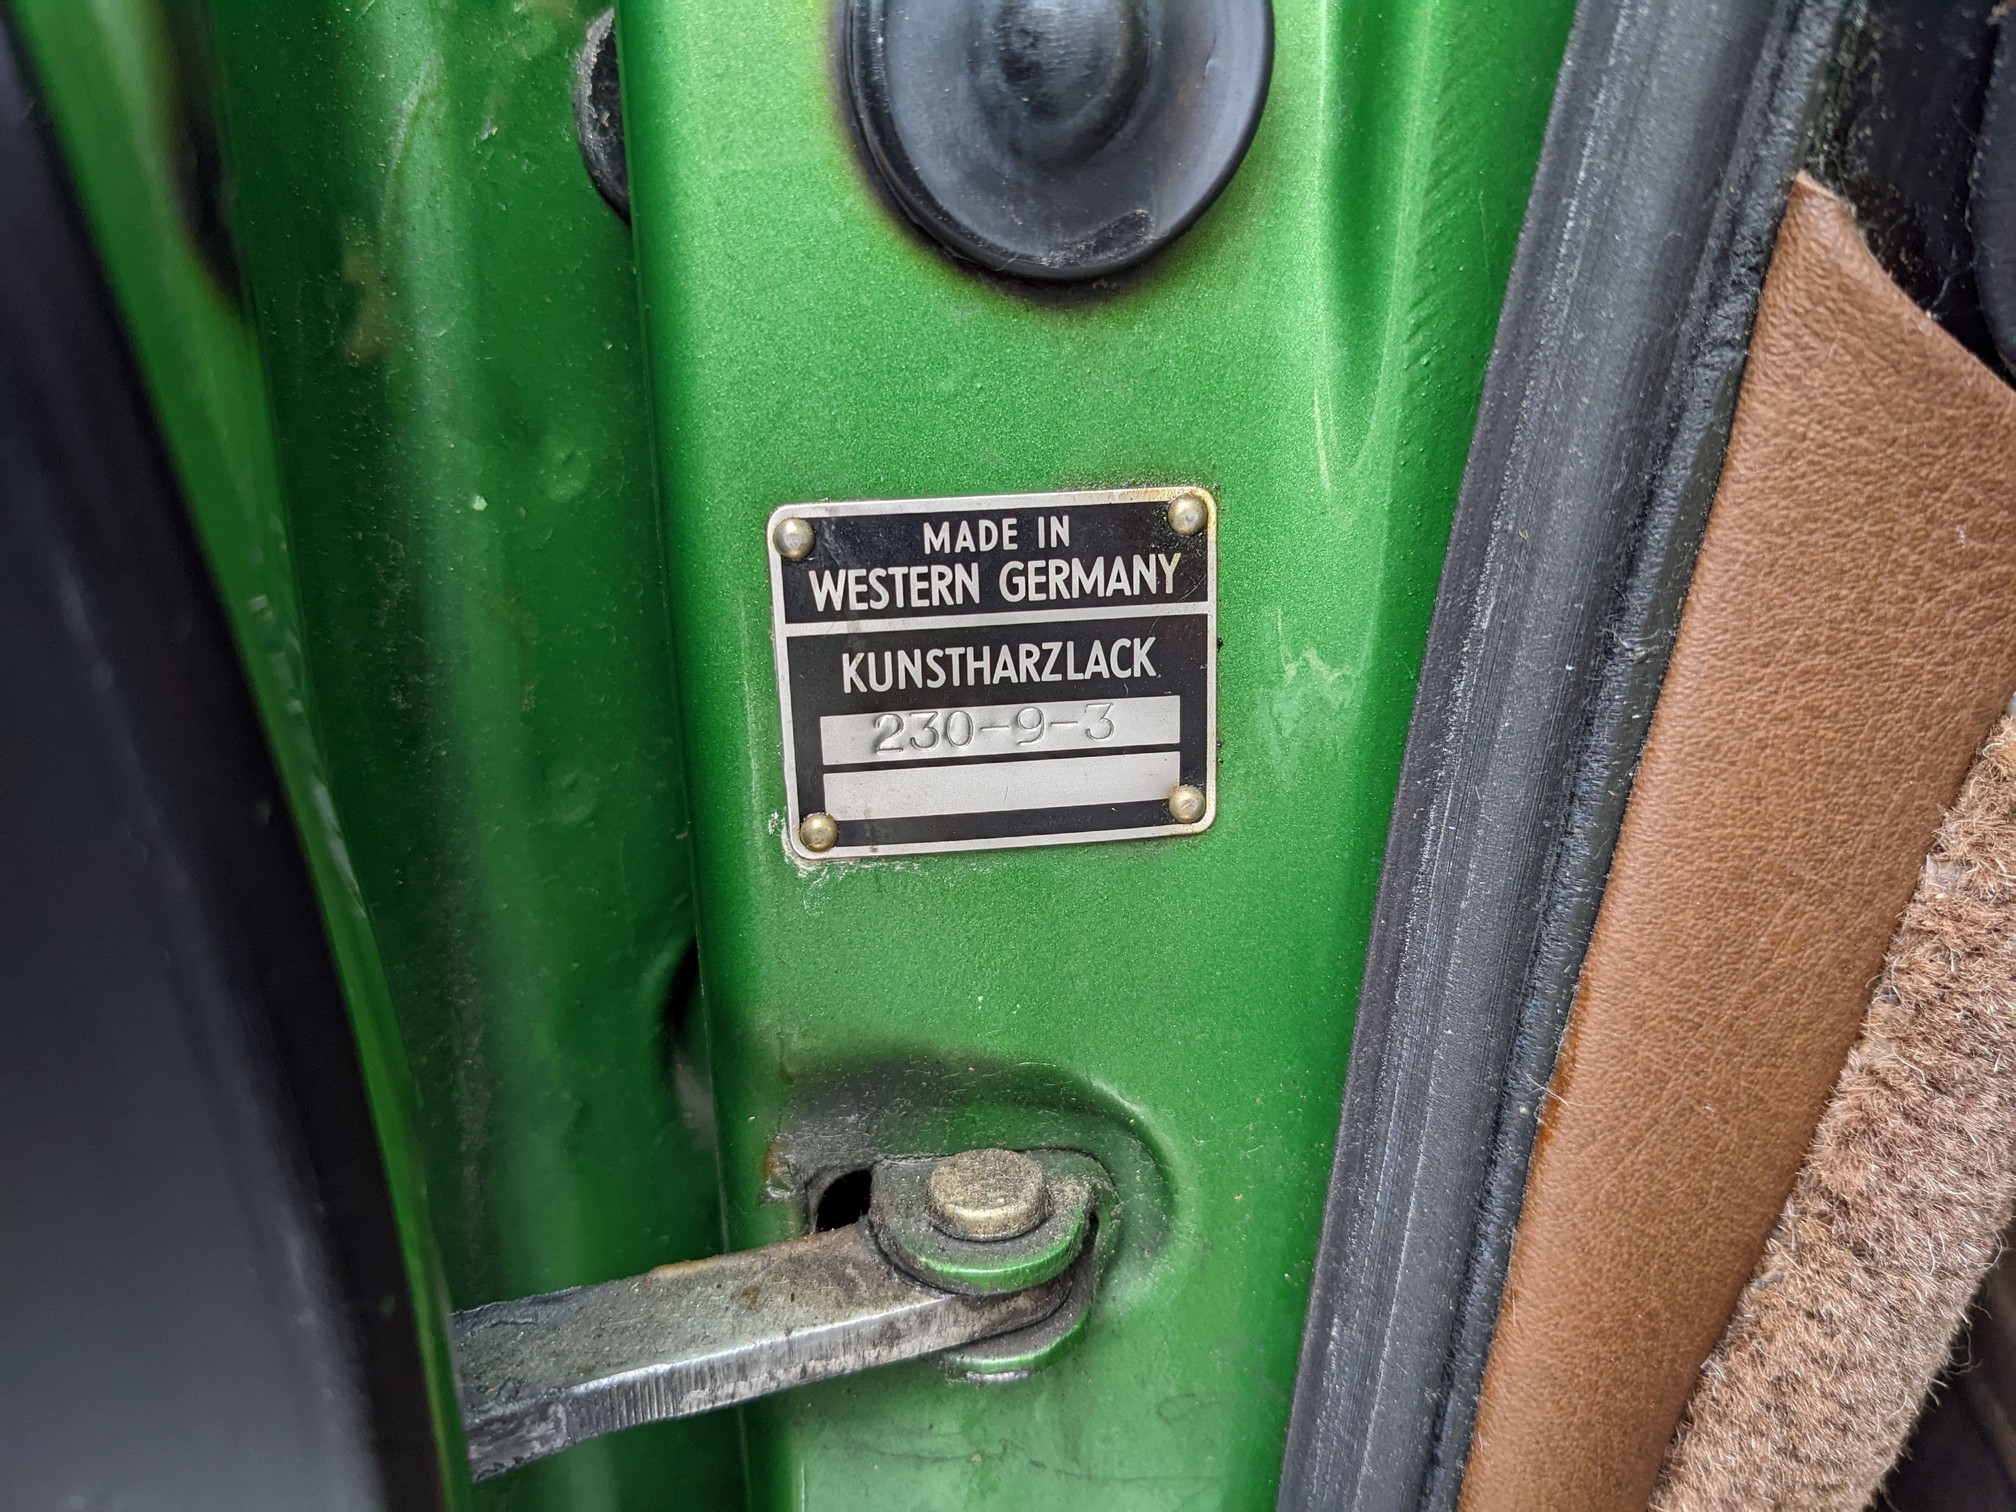 MADE IN
WESTERN GERMANY
KUNSTHARZLACK
230-9-3